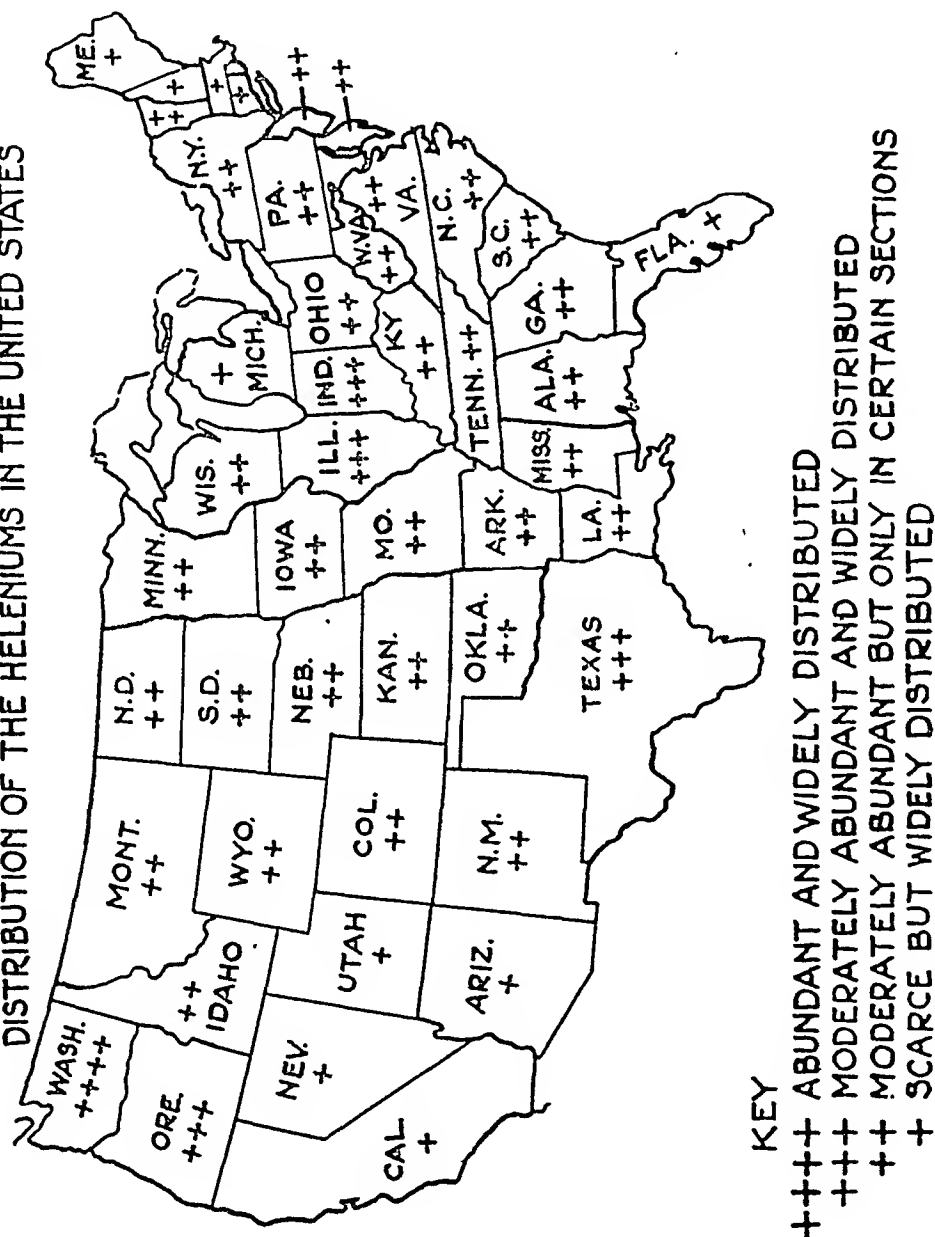 DISTRIBUTION OF THE HELENIUMS IN THE UNITED STATES
WASH.
++++
ORE.
+++
CAL.
+
NEV.
+
++
IDAHO
MONT.
++
WYO.
++
UTAH
+
ARIZ.
+
COL.
++
N.M.
++
N.D.
++
S.D.
++
NEB.
++
KAN.
++
OKLA.
++
TEXAS
+++
MINN.
++
IOWA
++
MO.
++
ARK.
++
LA.
++
WIS.
++
ILL.
+++
+
MICH.
IND.
+++
OHIO
++
KY
++
TENN. ++
MISS.
++
ALA.
++
GA.
++
FLA. +
S.C.
++
N.C.
++
VA.
++
W.VA.
++
PA.
++
N.Y.
++
ME.
+
++
+
+
+
++
++
KEY
++++ ABUNDANT AND WIDELY DISTRIBUTED
+++ MODERATELY ABUNDANT AND WIDELY DISTRIBUTED
++ MODERATELY ABUNDANT BUT ONLY IN CERTAIN SECTIONS
+ SCARCE BUT WIDELY DISTRIBUTED